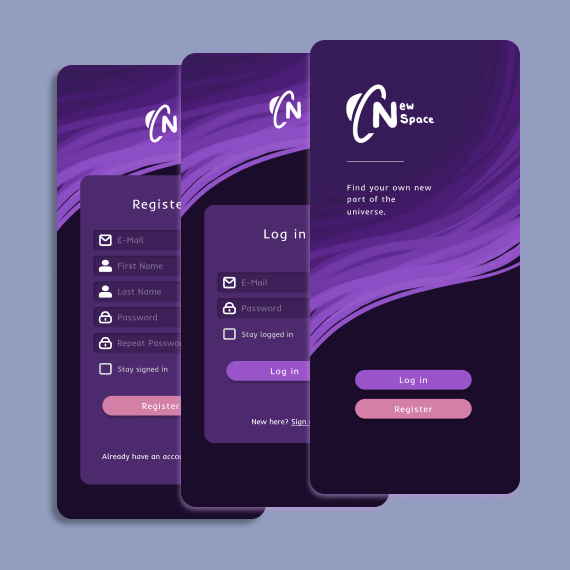 N
Registe
E-Mail
First Name
Last Name
Password
Repeat Passwo
Stay signed in
Register
Already have an accou
N
Log in
E-Mail
Password
Stay logged in
Log in
New here? Sign
New
Space
Find your own new
part of the
universe.
Log in
Register